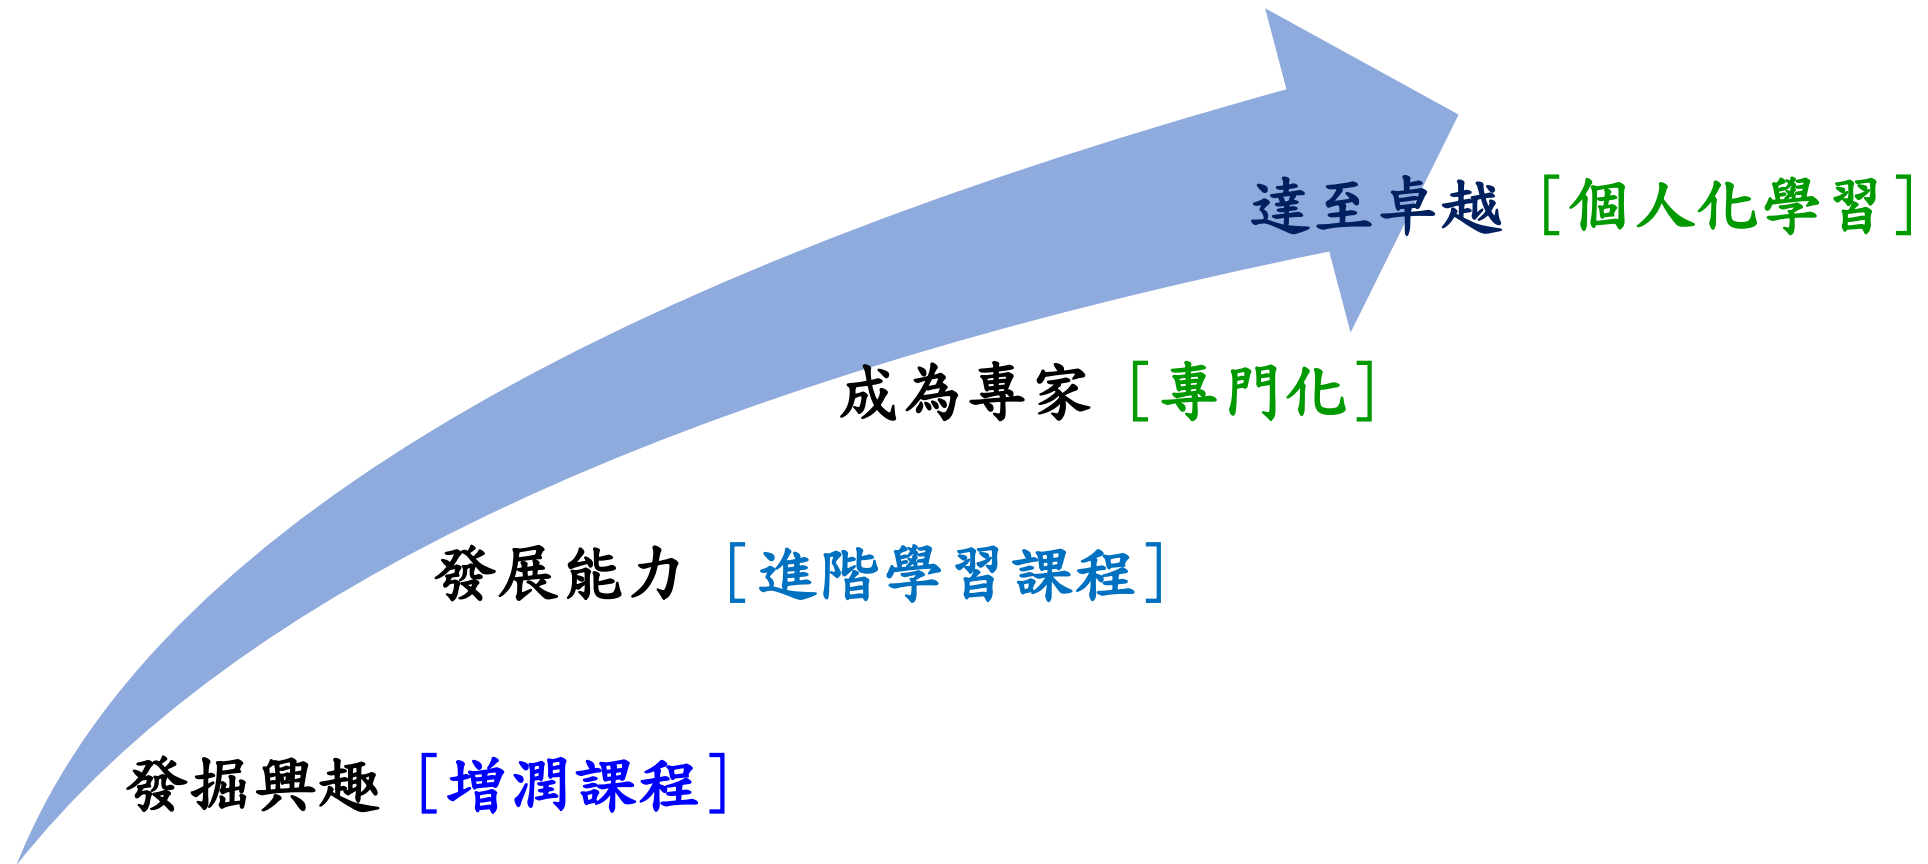 達至卓越 [個人化學習]
成為專家 [專門化]
發展能力 [進階學習課程]
發掘興趣 [增潤課程]